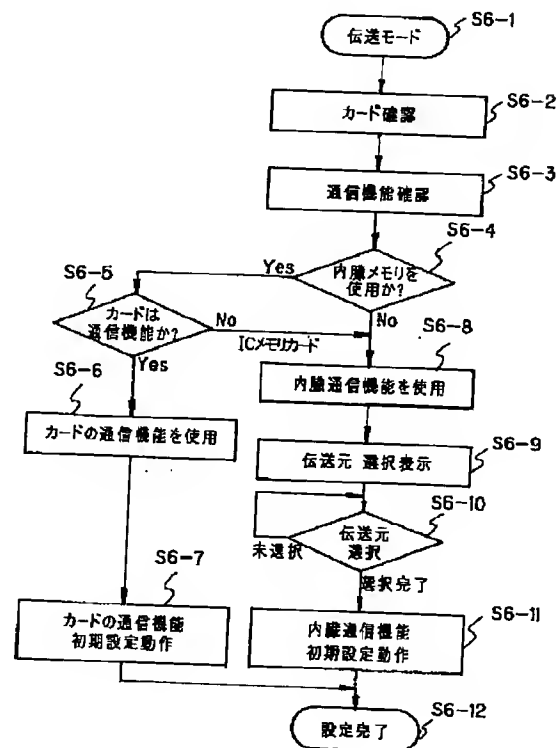 伝送モード
S6-1
カード確認
S6-2
通信機能確認
S6-3
内臓メモリを
使用か?
S6-4
Yes
No
カードは
通信機能か?
S6-5
No
ICメモリカード
Yes
カードの通信機能を使用
S6-6
内臓通信機能を使用
S6-8
伝送元 選択表示
S6-9
伝送元
選択
S6-10
未選択
選択完了
カードの通信機能
初期設定動作
S6-7
内臓通信機能
初期設定動作
S6-11
設定完了
S6-12